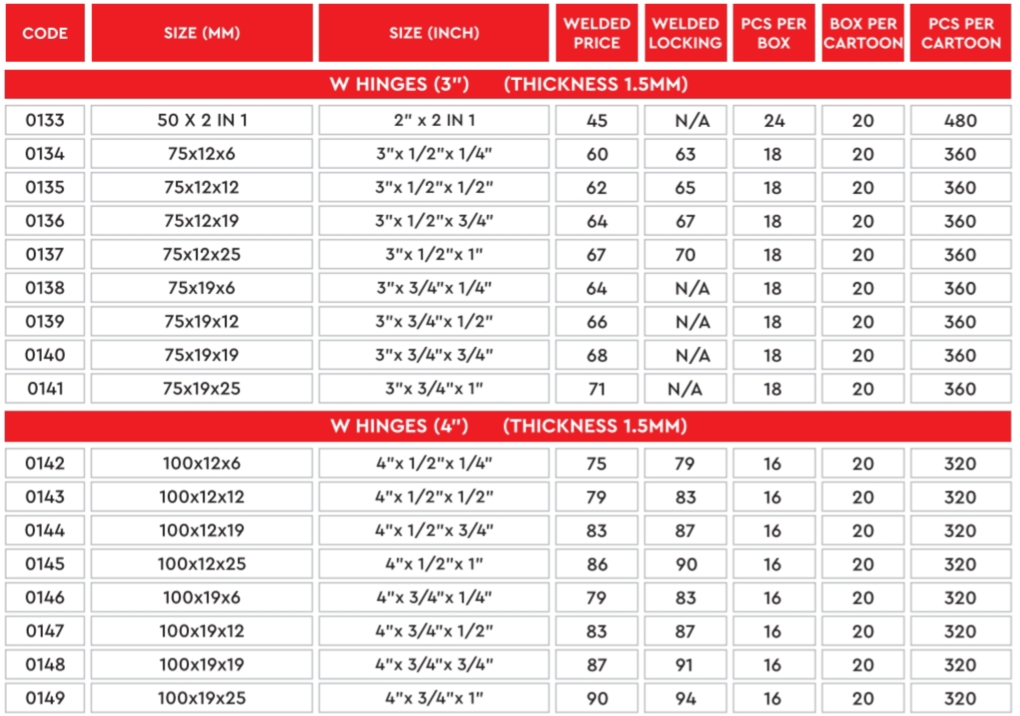 CODE SIZE (MM) SIZE (INCH) WELDED PRICE WELDED LOCKING PCS PER BOX BOX PER CARTOON PCS PER CARTOON
W HINGES (3") (THICKNESS 1.5MM)
0133 50 X 2 IN 1 2" x 2 IN 1 45 N/A 24 20 480
0134 75x12x6 3"x 1/2"x 1/4" 60 63 18 20 360
0135 75x12x12 3"x 1/2"x 1/2" 62 65 18 20 360
0136 75x12x19 3"x 1/2"x 3/4" 64 67 18 20 360
0137 75x12x25 3"x 1/2"x 1" 67 70 18 20 360
0138 75x19x6 3"x 3/4"x 1/4" 64 N/A 18 20 360
0139 75x19x12 3"x 3/4"x 1/2" 66 N/A 18 20 360
0140 75x19x19 3"x 3/4"x 3/4" 68 N/A 18 20 360
0141 75x19x25 3"x 3/4"x 1" 71 N/A 18 20 360
W HINGES (4") (THICKNESS 1.5MM)
0142 100x12x6 4"x 1/2"x 1/4" 75 79 16 20 320
0143 100x12x12 4"x 1/2"x 1/2" 79 83 16 20 320
0144 100x12x19 4"x 1/2"x 3/4" 83 87 16 20 320
0145 100x12x25 4"x 1/2"x 1" 86 90 16 20 320
0146 100x19x6 4"x 3/4"x 1/4" 79 83 16 20 320
0147 100x19x12 4"x 3/4"x 1/2" 83 87 16 20 320
0148 100x19x19 4"x 3/4"x 3/4" 87 91 16 20 320
0149 100x19x25 4"x 3/4"x 1" 90 94 16 20 320